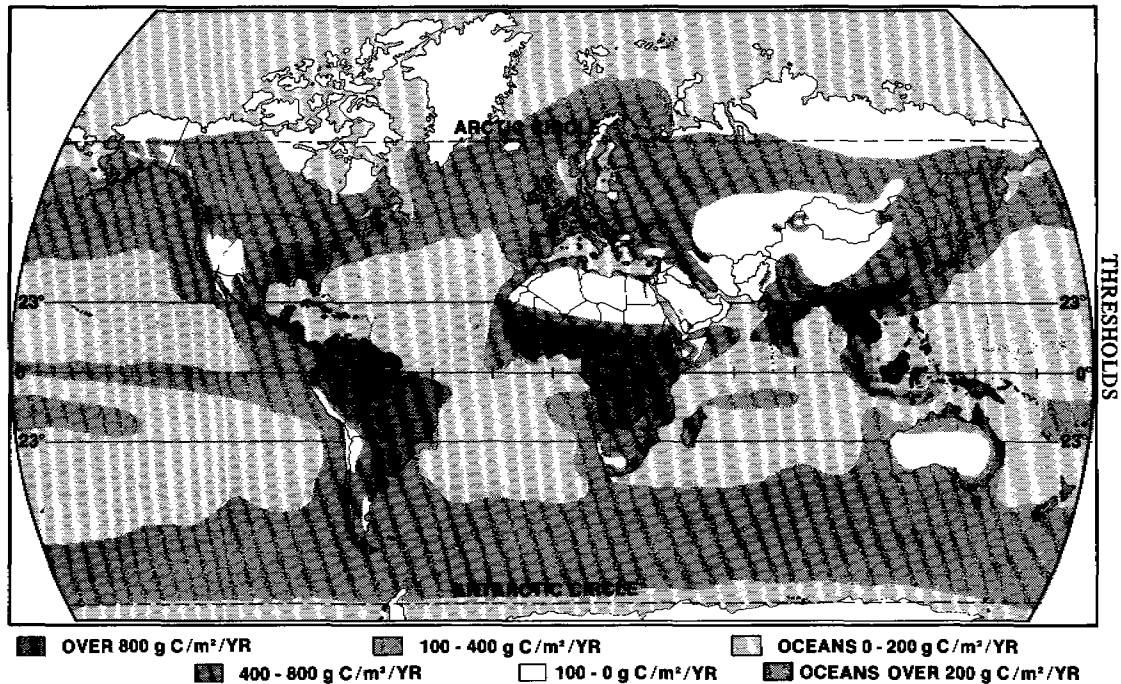 ARCTIC CIRCLE
23°
23°
0°
0°
23°
23°
ANTARCTIC CIRCLE
THRESHOLDS
OVER 800 g C/m²/YR
100 - 400 g C/m²/YR
OCEANS 0 - 200 g C/m²/YR
400 - 800 g C/m²/YR
100 - 0 g C/m²/YR
OCEANS OVER 200 g C/m²/YR